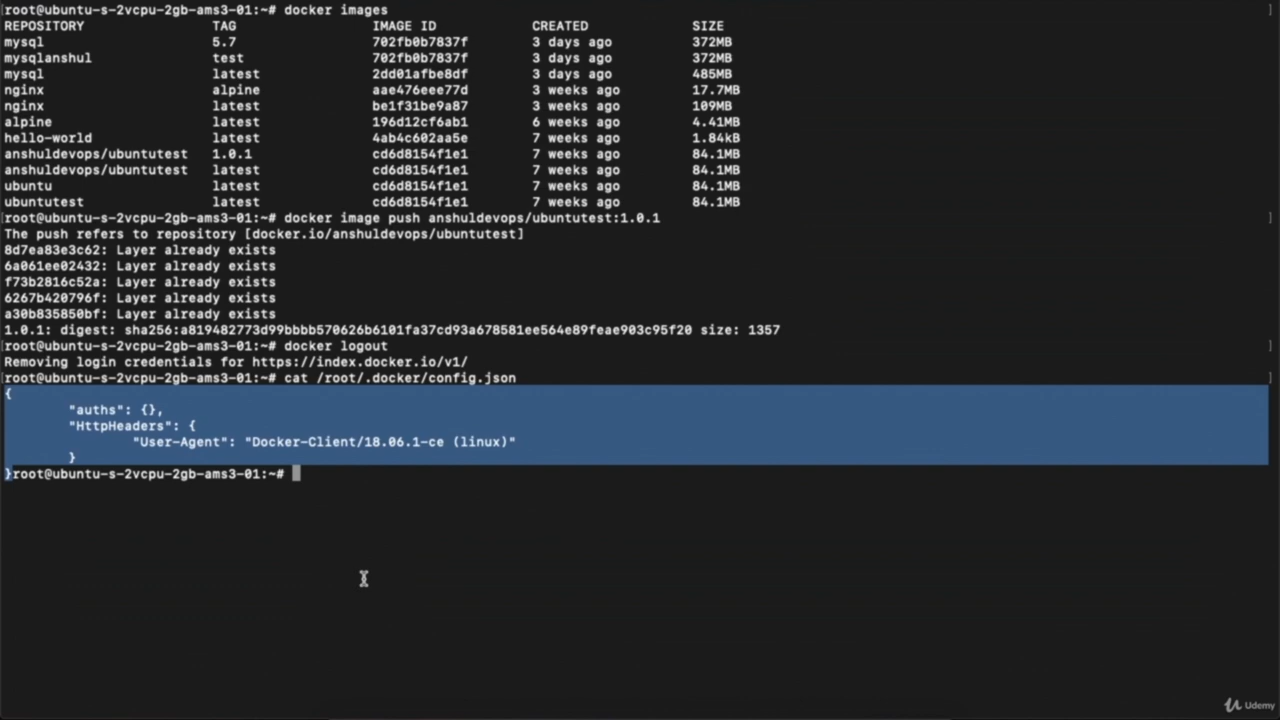 [root@ubuntu-s-2vcpu-2gb-ams3-01:~# docker images ]
REPOSITORY TAG IMAGE ID CREATED SIZE
mysql 5.7 702fb0b7837f 3 days ago 372MB
mysqlanshul test 702fb0b7837f 3 days ago 372MB
mysql latest 2dd01afbe8df 3 days ago 485MB
nginx alpine aae476eee77d 3 weeks ago 17.7MB
nginx latest be1f31be9a87 3 weeks ago 109MB
alpine latest 196d12cf6ab1 6 weeks ago 4.41MB
hello-world latest 4ab4c602aa5e 7 weeks ago 1.84kB
anshuldevops/ubuntutest 1.0.1 cd6d8154f1e1 7 weeks ago 84.1MB
anshuldevops/ubuntutest latest cd6d8154f1e1 7 weeks ago 84.1MB
ubuntu latest cd6d8154f1e1 7 weeks ago 84.1MB
ubuntutest latest cd6d8154f1e1 7 weeks ago 84.1MB
[root@ubuntu-s-2vcpu-2gb-ams3-01:~# docker image push anshuldevops/ubuntutest:1.0.1 ]
The push refers to repository [docker.io/anshuldevops/ubuntutest]
8d7ea83e3c62: Layer already exists
6a061ee02432: Layer already exists
f73b2816c52a: Layer already exists
6267b420796f: Layer already exists
a30b835850bf: Layer already exists
1.0.1: digest: sha256:a819482773d99bbbb570626b6101fa37cd93a678581ee564e89feae903c95f20 size: 1357
[root@ubuntu-s-2vcpu-2gb-ams3-01:~# docker logout ]
Removing login credentials for https://index.docker.io/v1/
[root@ubuntu-s-2vcpu-2gb-ams3-01:~# cat /root/.docker/config.json ]
{
"auths": {},
"HttpHeaders": {
"User-Agent": "Docker-Client/18.06.1-ce (linux)"
}
}root@ubuntu-s-2vcpu-2gb-ams3-01:~#
Udemy